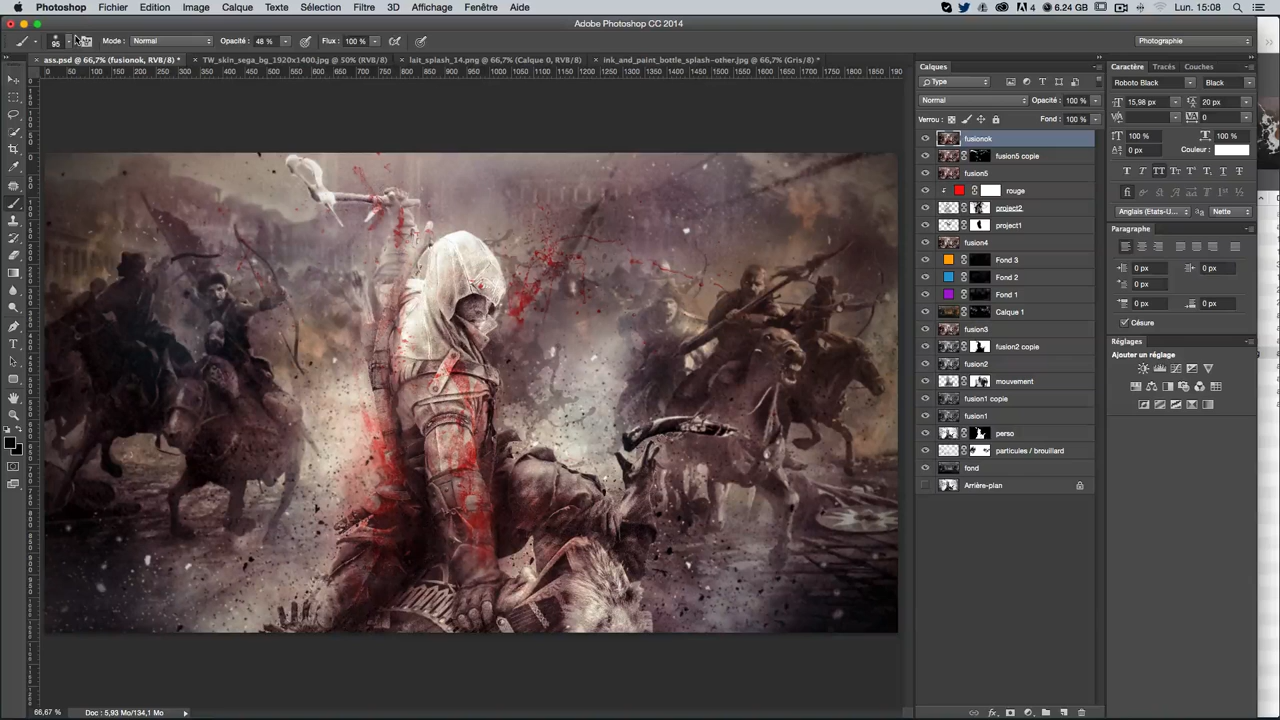 Photoshop Fichier Edition Image Calque Texte Sélection Filtre 3D Affichage Fenêtre Aide 4 6.24 GB Lun. 15:08
Adobe Photoshop CC 2014
95 Mode : Normal Opacité : 48 % Flux : 100 % Photographie
ass.psd @ 66,7% (fusionok, RVB/8) * TW_skin_sega_bg_1920x1400.jpg @ 50% (RVB/8) lait_splash_14.png @ 66,7% (Calque 0, RVB/8) ink_and_paint_bottle_splash-other.jpg @ 66,7% (Gris/8) *
Calques
Type
Normal Opacité : 100 %
Verrou : Fond : 100 %
fusionok
fusion5 copie
fusion5
rouge
project2
project1
fusion4
Fond 3
Fond 2
Fond 1
Calque 1
fusion3
fusion2 copie
fusion2
mouvement
fusion1 copie
fusion1
perso
particules / brouillard
fond
Arrière-plan
Caractère Tracés Couches
Roboto Black Black
15,98 px 20 px
0
100 % 100 %
0 px Couleur :
Anglais (Etats-U... Nette
Paragraphe
0 px 0 px
0 px
0 px 0 px
Césure
Réglages
Ajouter un réglage
66,67 % Doc : 5,93 Mo/134,1 Mo